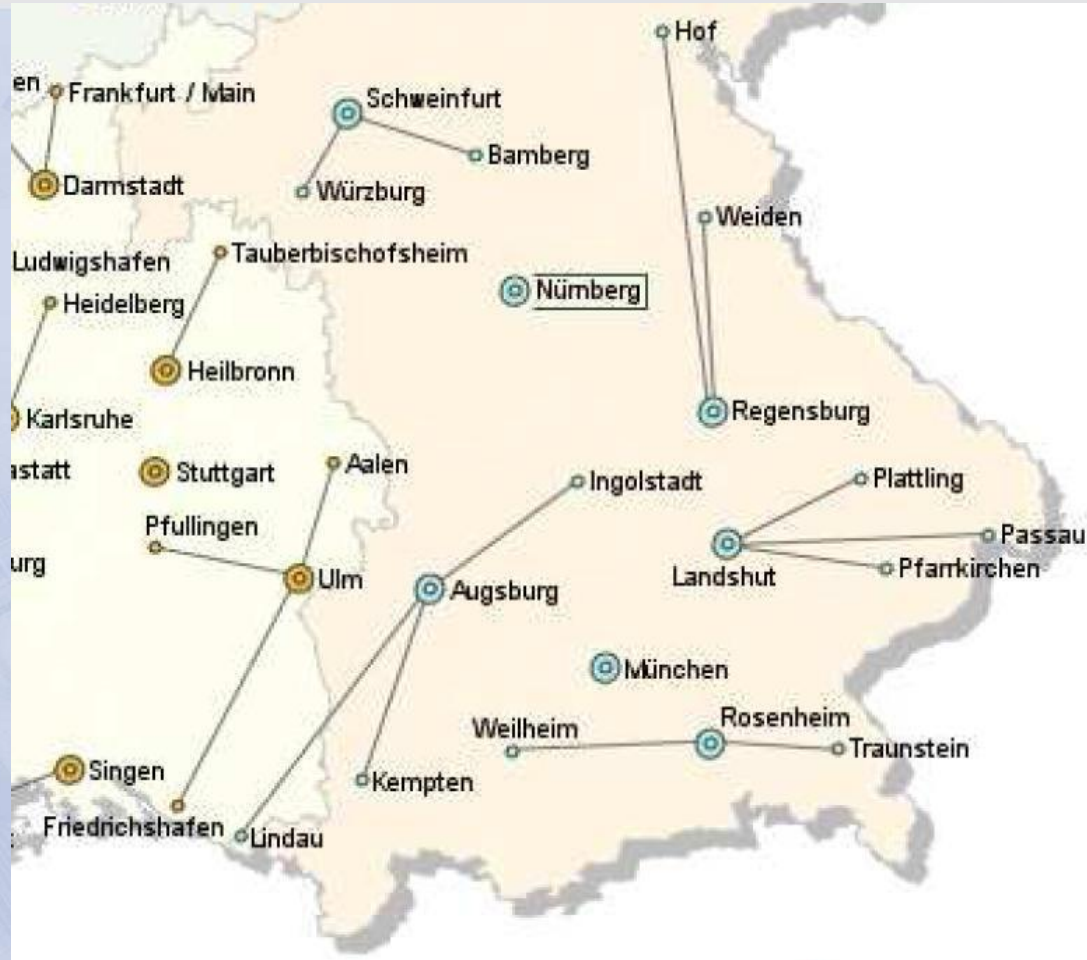 Hof
en
Frankfurt / Main
Schweinfurt
Bamberg
Darmstadt
Würzburg
Weiden
Tauberbischofsheim
Ludwigshafen
Nürnberg
Heidelberg
Heilbronn
Regensburg
Karlsruhe
Aalen
astatt
Stuttgart
Ingolstadt
Plattling
Pfullingen
Passau
urg
Pfarrkirchen
Ulm
Landshut
Augsburg
München
Rosenheim
Weilheim
Traunstein
Singen
Kempten
Friedrichshafen
Lindau